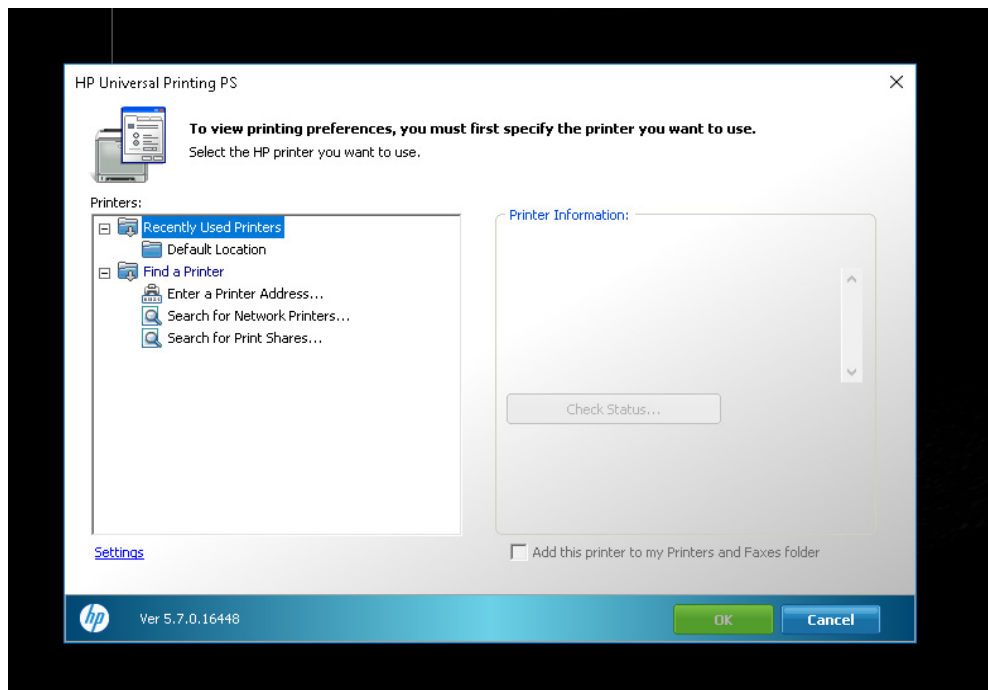 HP Universal Printing PS
To view printing preferences, you must first specify the printer you want to use.
Select the HP printer you want to use.
Printers:
Recently Used Printers
Default Location
Find a Printer
Enter a Printer Address...
Search for Network Printers...
Search for Print Shares...
Printer Information:
Check Status...
Settings
Add this printer to my Printers and Faxes folder
hp
Ver 5.7.0.16448
OK
Cancel